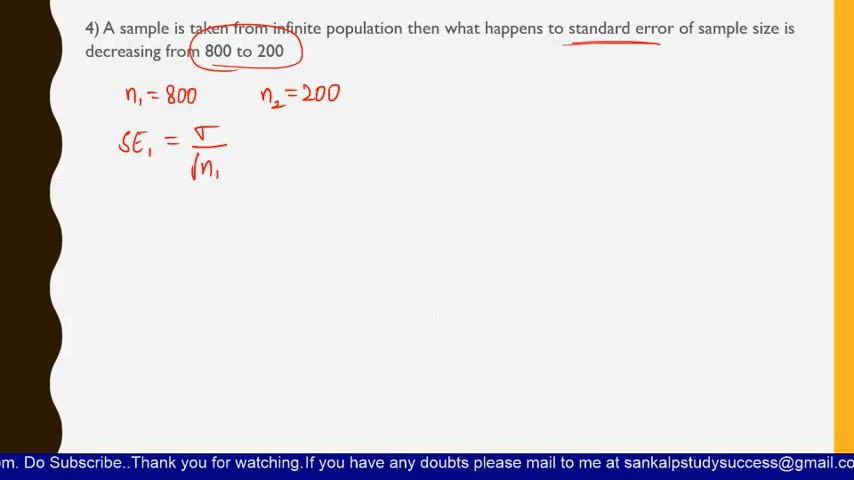 4) A sample is taken from infinite population then what happens to standard error of sample size is
decreasing from 800 to 200
n₁ = 800 n₂ = 200
SE₁ = σ / √n₁
om. Do Subscribe..Thank you for watching.If you have any doubts please mail to me at sankalpstudysuccess@gmail.co